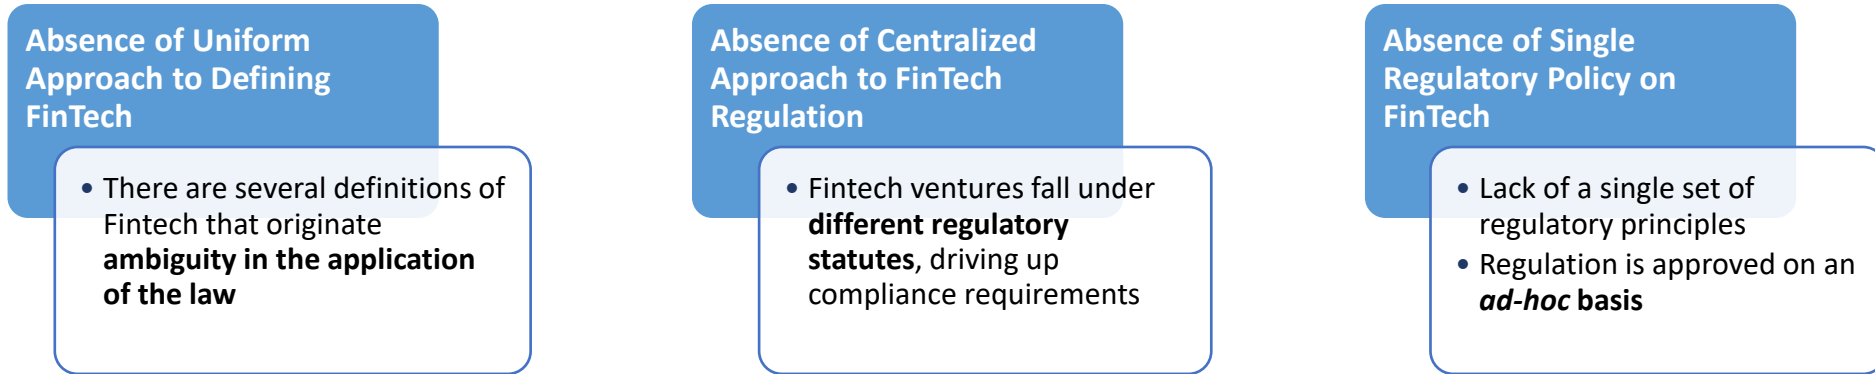 Absence of Uniform
Approach to Defining
FinTech
• There are several definitions of
Fintech that originate
ambiguity in the application
of the law
Absence of Centralized
Approach to FinTech
Regulation
• Fintech ventures fall under
different regulatory
statutes, driving up
compliance requirements
Absence of Single
Regulatory Policy on
FinTech
• Lack of a single set of
regulatory principles
• Regulation is approved on an
ad-hoc basis